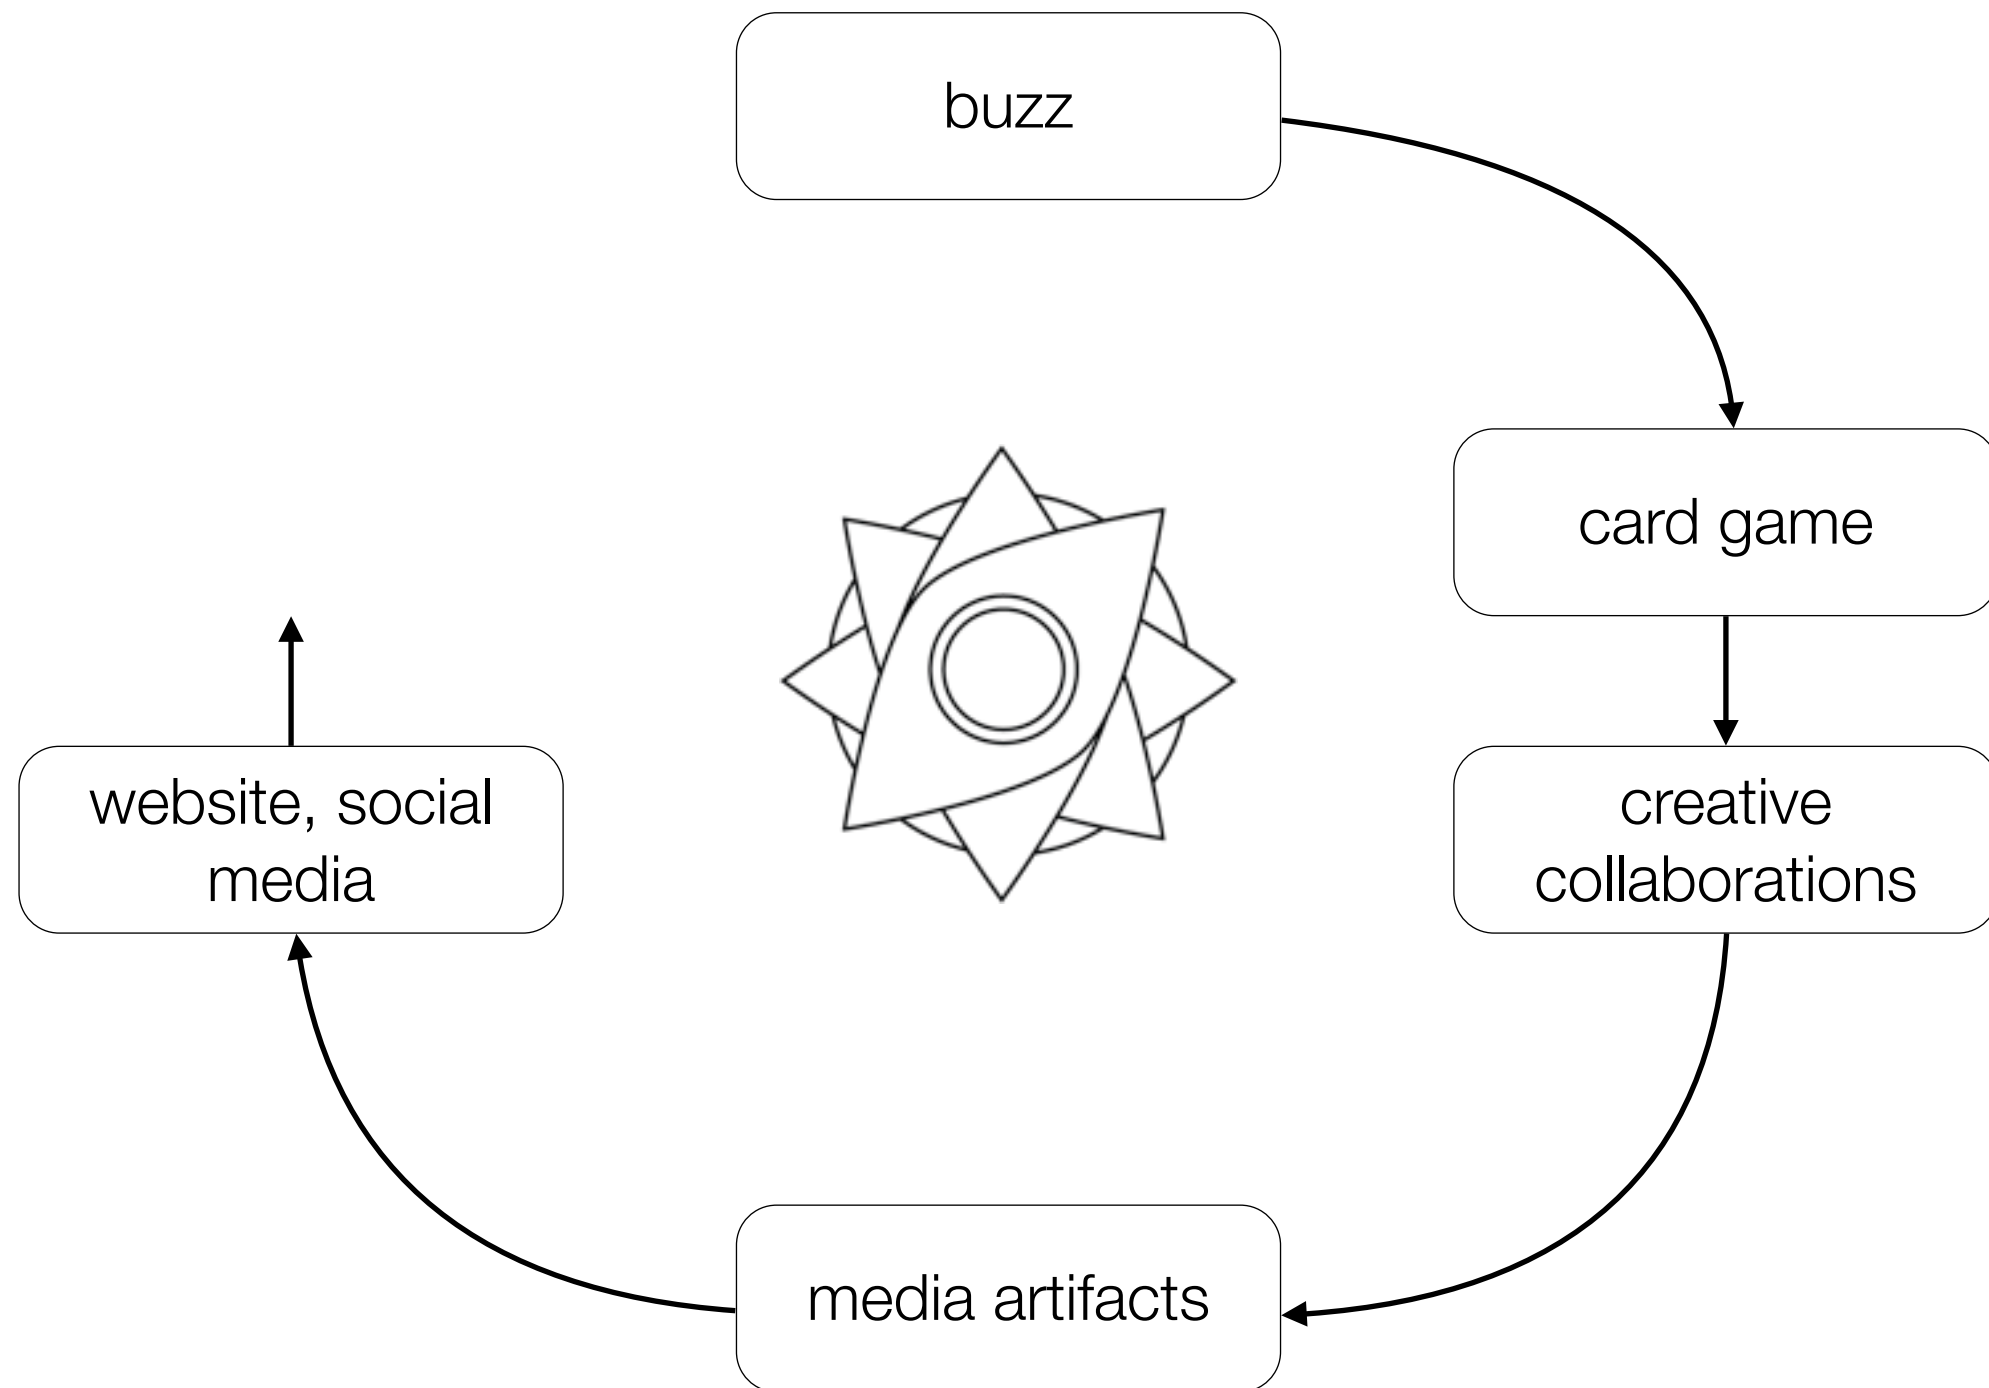 buzz
card game
creative
collaborations
media artifacts
website, social
media